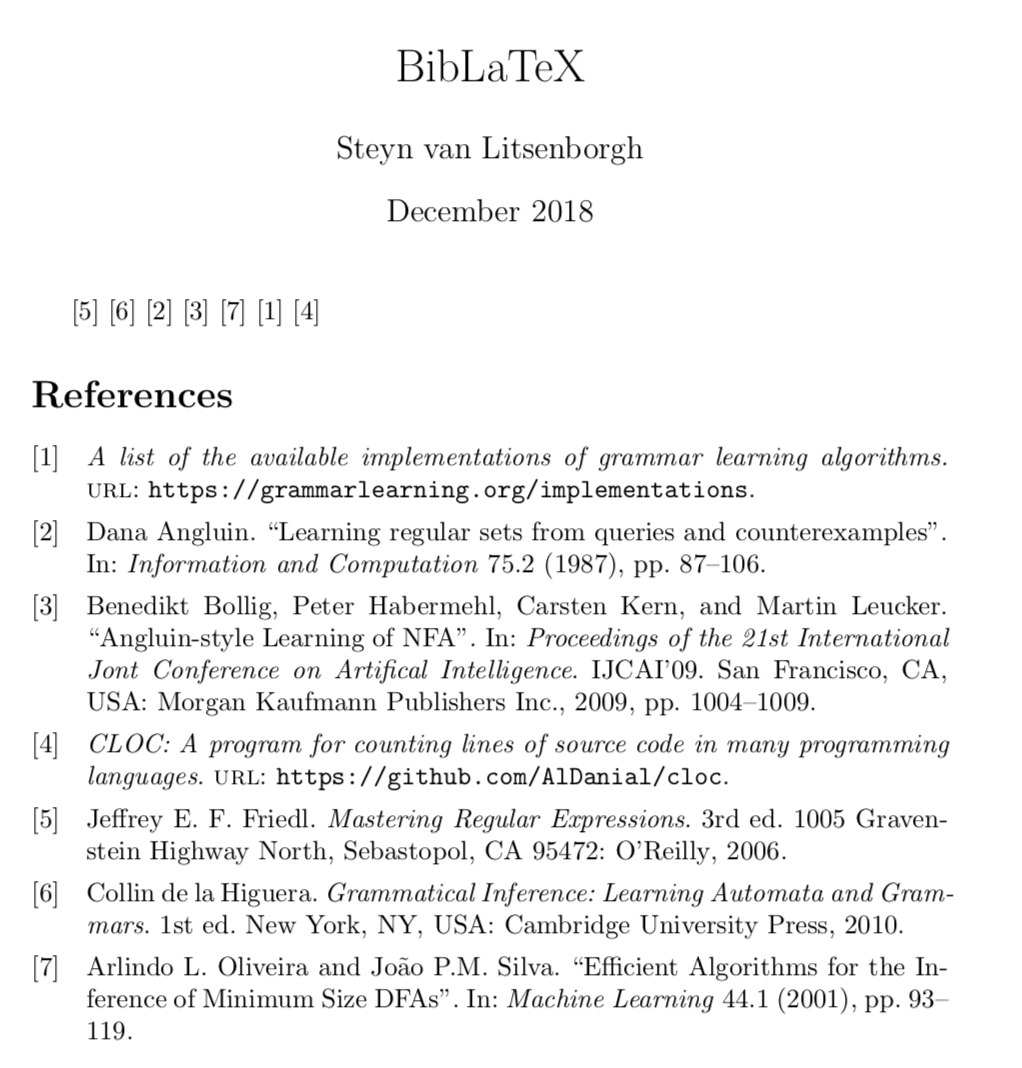 BibLaTeX
Steyn van Litsenborgh
December 2018
[5] [6] [2] [3] [7] [1] [4]
References
[1] A list of the available implementations of grammar learning algorithms.
URL: https://grammarlearning.org/implementations.
[2] Dana Angluin. “Learning regular sets from queries and counterexamples”.
In: Information and Computation 75.2 (1987), pp. 87–106.
[3] Benedikt Bollig, Peter Habermehl, Carsten Kern, and Martin Leucker.
“Angluin-style Learning of NFA”. In: Proceedings of the 21st International
Jont Conference on Artifical Intelligence. IJCAI’09. San Francisco, CA,
USA: Morgan Kaufmann Publishers Inc., 2009, pp. 1004–1009.
[4] CLOC: A program for counting lines of source code in many programming
languages. URL: https://github.com/AlDanial/cloc.
[5] Jeffrey E. F. Friedl. Mastering Regular Expressions. 3rd ed. 1005 Graven-
stein Highway North, Sebastopol, CA 95472: O’Reilly, 2006.
[6] Collin de la Higuera. Grammatical Inference: Learning Automata and Gram-
mars. 1st ed. New York, NY, USA: Cambridge University Press, 2010.
[7] Arlindo L. Oliveira and João P.M. Silva. “Efficient Algorithms for the In-
ference of Minimum Size DFAs”. In: Machine Learning 44.1 (2001), pp. 93–
119.